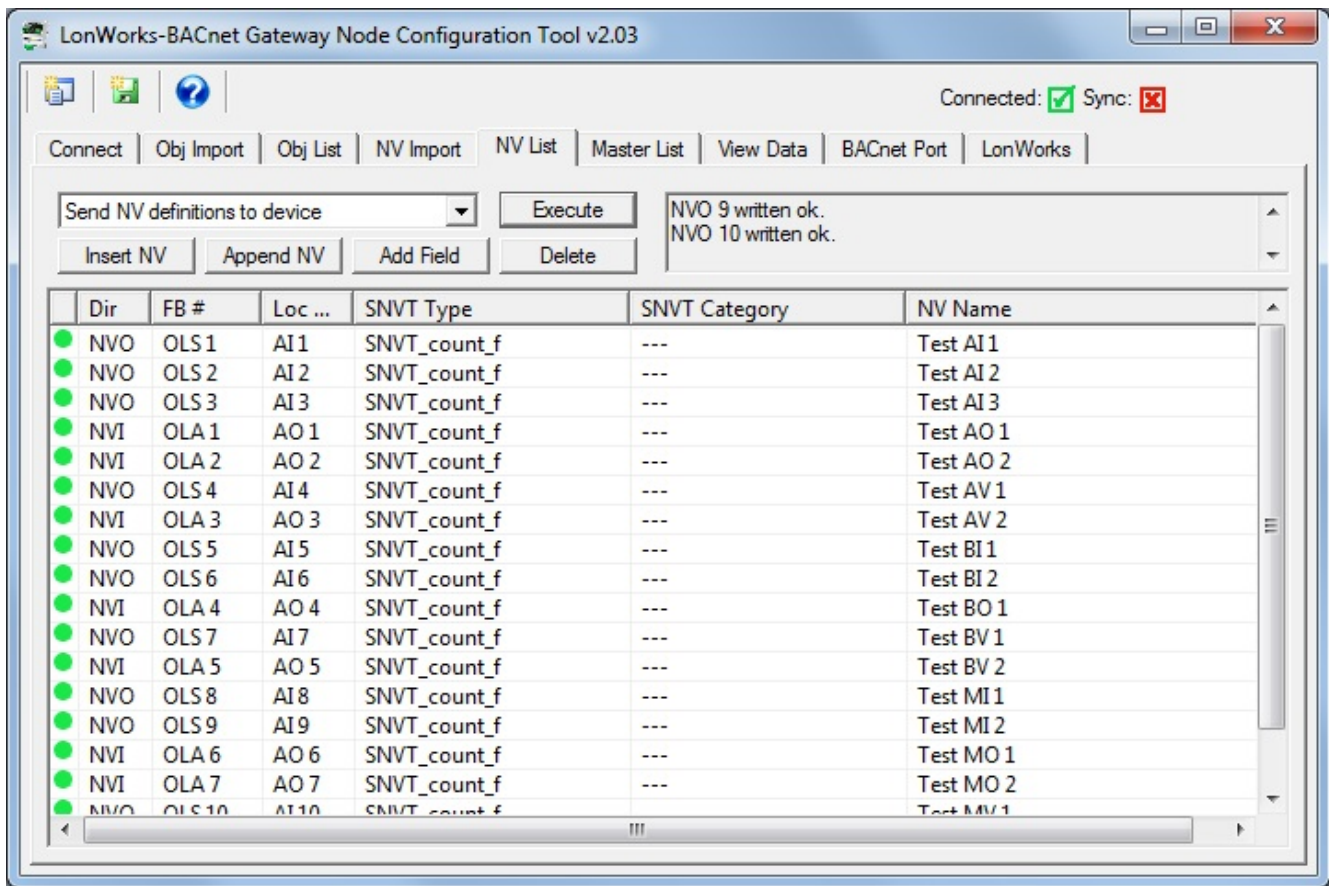 LonWorks-BACnet Gateway Node Configuration Tool v2.03
Connected: Sync:
Connect Obj Import Obj List NV Import NV List Master List View Data BACnet Port LonWorks
Send NV definitions to device Execute NVO 9 written ok.
NVO 10 written ok.
Insert NV Append NV Add Field Delete
Dir FB # Loc ... SNVT Type SNVT Category NV Name
NVO OLS 1 AI 1 SNVT_count_f --- Test AI 1
NVO OLS 2 AI 2 SNVT_count_f --- Test AI 2
NVO OLS 3 AI 3 SNVT_count_f --- Test AI 3
NVI OLA 1 AO 1 SNVT_count_f --- Test AO 1
NVI OLA 2 AO 2 SNVT_count_f --- Test AO 2
NVO OLS 4 AI 4 SNVT_count_f --- Test AV 1
NVI OLA 3 AO 3 SNVT_count_f --- Test AV 2
NVO OLS 5 AI 5 SNVT_count_f --- Test BI 1
NVO OLS 6 AI 6 SNVT_count_f --- Test BI 2
NVI OLA 4 AO 4 SNVT_count_f --- Test BO 1
NVO OLS 7 AI 7 SNVT_count_f --- Test BV 1
NVI OLA 5 AO 5 SNVT_count_f --- Test BV 2
NVO OLS 8 AI 8 SNVT_count_f --- Test MI 1
NVO OLS 9 AI 9 SNVT_count_f --- Test MI 2
NVI OLA 6 AO 6 SNVT_count_f --- Test MO 1
NVI OLA 7 AO 7 SNVT_count_f --- Test MO 2
NVO OLS 10 AI 10 SNVT_count_f Test MV 1